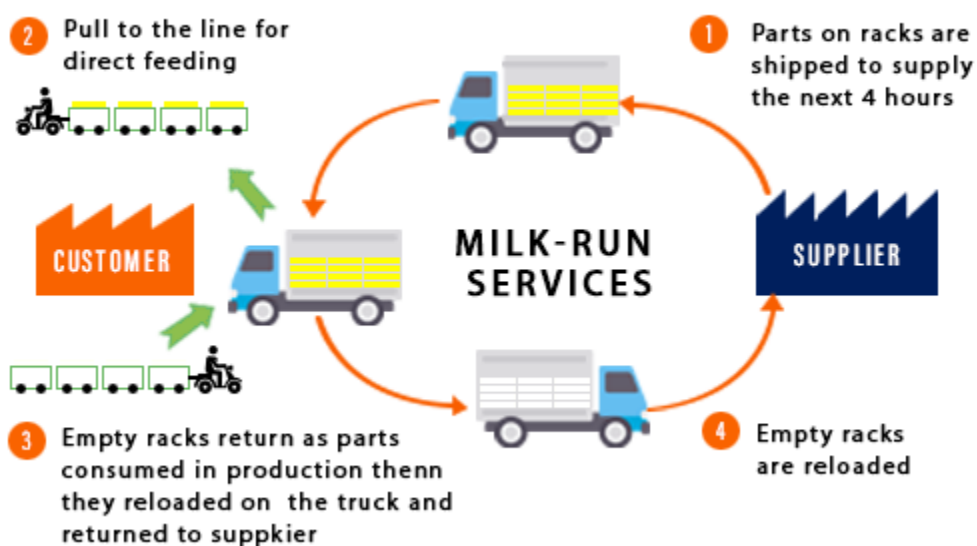 2 Pull to the line for
direct feeding
1 Parts on racks are
shipped to supply
the next 4 hours
CUSTOMER
MILK-RUN
SERVICES
SUPPLIER
3 Empty racks return as parts
consumed in production thenn
they reloaded on the truck and
returned to suppkier
4 Empty racks
are reloaded